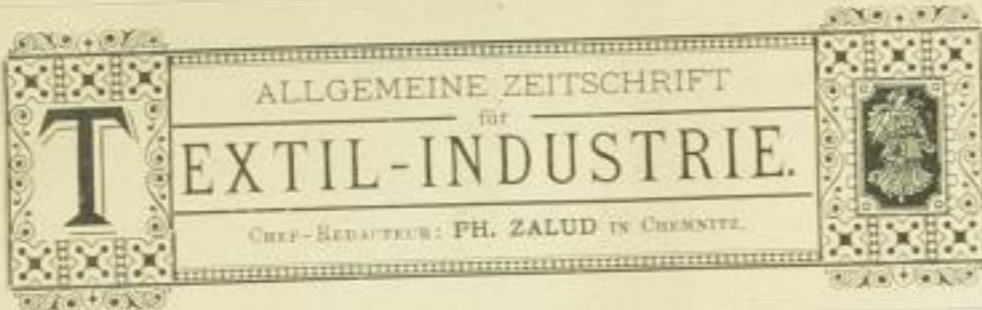 ALLGEMEINE ZEITSCHRIFT
für
TEXTIL-INDUSTRIE.
CHEF-REDACTEUR: PH. ZALUD IN CHEMNITZ.